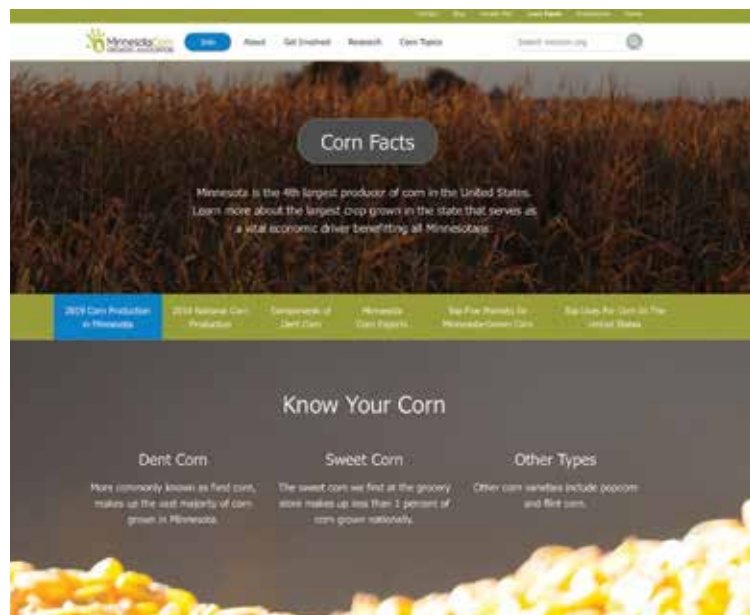 Corn Facts
Minnesota Corn
Join About Get Involved Research Corn Topics
Corn Facts
Minnesota is the 4th largest producer of corn in the United States.
Learn more about the largest crop grown in the state that serves as
a vital economic driver benefitting all Minnesotans.
2019 Corn Production
in Minnesota
National Corn
Production
Components of
Dent Corn
Minnesota
Corn Exports
Top Five Markets for
Minnesota-Grown Corn
Top Uses For Corn In The
United States
Know Your Corn
Dent Corn
More commonly known as field corn,
makes up the vast majority of corn
grown in Minnesota.
Sweet Corn
The sweet corn we find at the grocery
store makes up less than 1 percent of
corn grown nationally.
Other Types
Other corn varieties include popcorn
and flint corn.